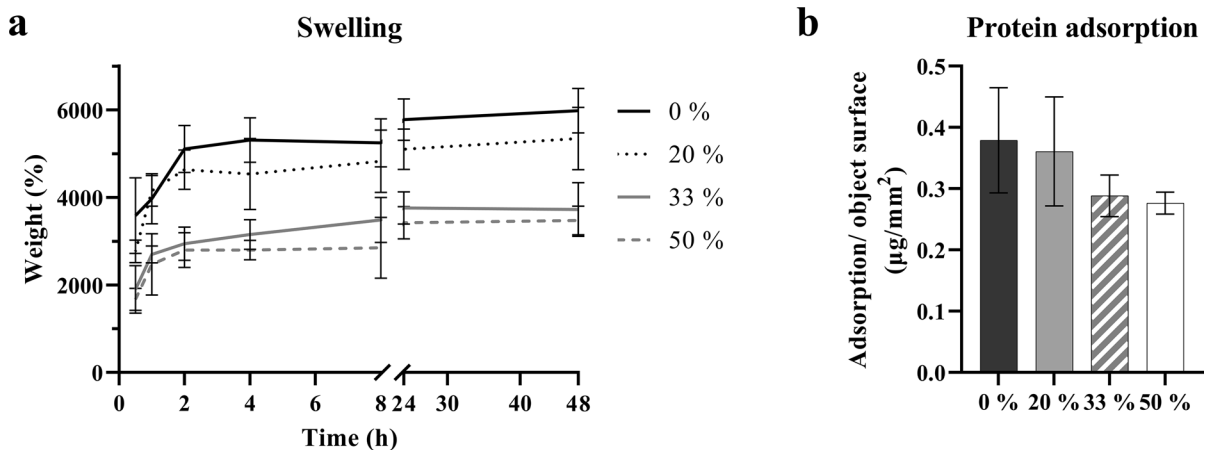 a
Swelling
Weight (%)
6000
4000
2000
0
0 2 4 6 8 24 30 40 48
Time (h)
0 %
20 %
33 %
50 %
b
Protein adsorption
Adsorption/ object surface
(µg/mm²)
0.5
0.4
0.3
0.2
0.1
0.0
0 % 20 % 33 % 50 %